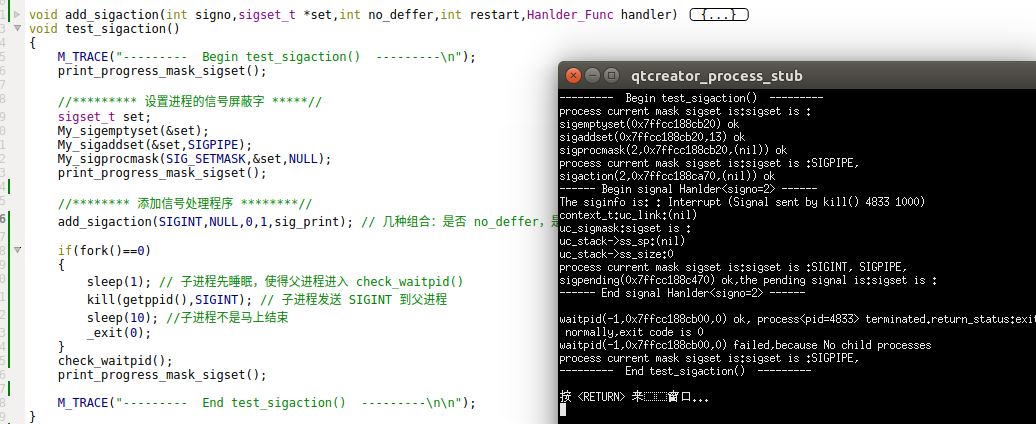 void add_sigaction(int signo,sigset_t *set,int no_deffer,int restart,Hanlder_Func handler) {...}
void test_sigaction()
{
M_TRACE("--------- Begin test_sigaction() ---------\n");
print_progress_mask_sigset();
//********* 设置进程的信号屏蔽字 *****//
sigset_t set;
My_sigemptyset(&set);
My_sigaddset(&set,SIGPIPE);
My_sigprocmask(SIG_SETMASK,&set,NULL);
print_progress_mask_sigset();
//******** 添加信号处理程序 ********//
add_sigaction(SIGINT,NULL,0,1,sig_print); // 几种组合：是否 no_deffer，是
if(fork()==0)
{
sleep(1); // 子进程先睡眠，使得父进程进入 check_waitpid()
kill(getppid(),SIGINT); // 子进程发送 SIGINT 到父进程
sleep(10); //子进程不是马上结束
_exit(0);
}
check_waitpid();
print_progress_mask_sigset();
M_TRACE("--------- End test_sigaction() ---------\n\n");
}
qtcreator_process_stub
--------- Begin test_sigaction() ---------
process current mask sigset is:sigset is :
sigemptyset(0x7ffcc188cb20) ok
sigaddset(0x7ffcc188cb20,13) ok
sigprocmask(2,0x7ffcc188cb20,(nil)) ok
process current mask sigset is:sigset is :SIGPIPE,
sigaction(2,0x7ffcc188ca70,(nil)) ok
------ Begin signal Hanlder<signo=2> ------
The siginfo is: : Interrupt (Signal sent by kill() 4833 1000)
context_t:uc_link:(nil)
uc_sigmask:sigset is :
uc_stack->ss_sp:(nil)
uc_stack->ss_size:0
process current mask sigset is:sigset is :SIGINT, SIGPIPE,
sigpending(0x7ffcc188c470) ok,the pending signal is:sigset is :
------ End signal Hanlder<signo=2> ------
waitpid(-1,0x7ffcc188cb00,0) ok, process<pid=4833> terminated.return_status:exit
normally,exit code is 0
waitpid(-1,0x7ffcc188cb00,0) failed,because No child processes
process current mask sigset is:sigset is :SIGPIPE,
--------- End test_sigaction() ---------
按 <RETURN> 来窗口...